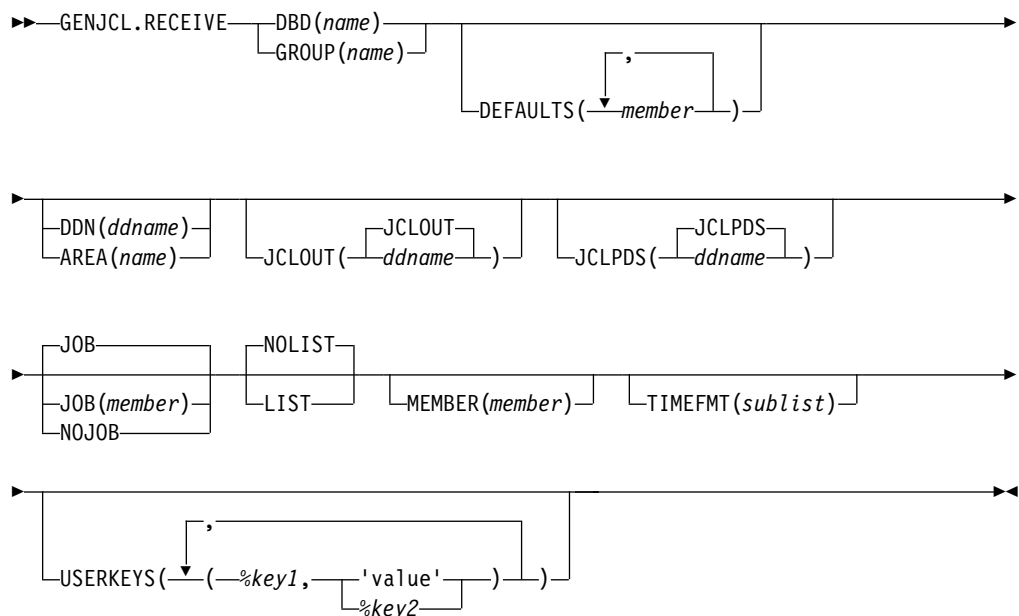 GENJCL.RECEIVE DBD(name)
GROUP(name)
,
DEFAULTS( member )
DDN(ddname)
AREA(name)
JCLOUT( JCLOUT
ddname )
JCLPDS( JCLPDS
ddname )
JOB
JOB(member)
NOJOB
NOLIST
LIST
MEMBER(member)
TIMEFMT(sublist)
,
USERKEYS( ( %key1, 'value' ) )
%key2